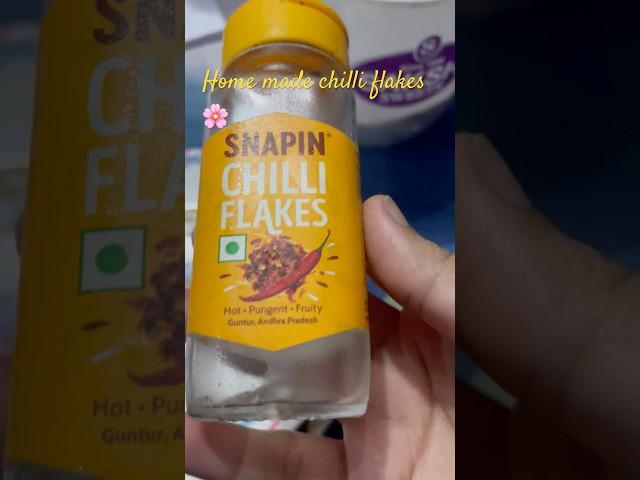 Home made chilli flakes
SNAPIN®
CHILLI
FLAKES
Hot • Pungent • Fruity
Guntur, Andhra Pradesh